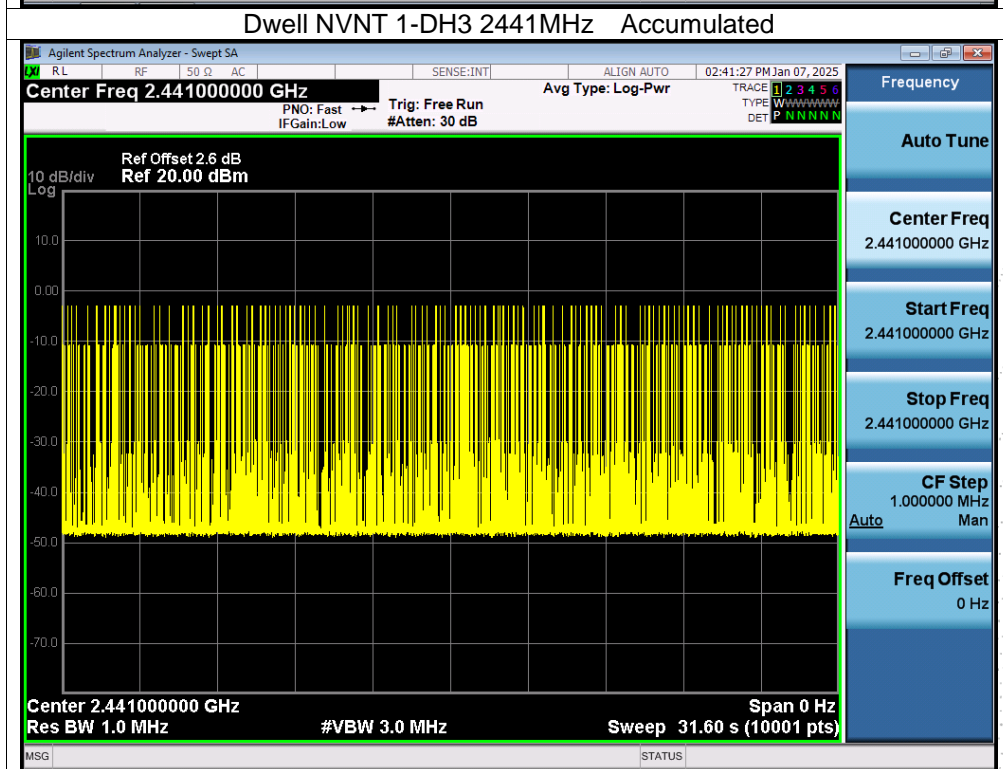 Dwell NVNT 1-DH3 2441MHz Accumulated
Agilent Spectrum Analyzer - Swept SA
LXI RL RF 50 Ω AC SENSE:INT ALIGN AUTO 02:41:27 PM Jan 07, 2025
Center Freq 2.441000000 GHz
PNO: Fast
IFGain:Low
Trig: Free Run
#Atten: 30 dB
Avg Type: Log-Pwr
TRACE 1 2 3 4 5 6
TYPE WWWWWW
DET P N N N N N
Frequency
Auto Tune
Center Freq
2.441000000 GHz
Start Freq
2.441000000 GHz
Stop Freq
2.441000000 GHz
CF Step
1.000000 MHz
Auto Man
Freq Offset
0 Hz
Ref Offset 2.6 dB
10 dB/div Ref 20.00 dBm
Log
10.0
0.00
-10.0
-20.0
-30.0
-40.0
-50.0
-60.0
-70.0
Center 2.441000000 GHz Span 0 Hz
Res BW 1.0 MHz #VBW 3.0 MHz Sweep 31.60 s (10001 pts)
MSG STATUS